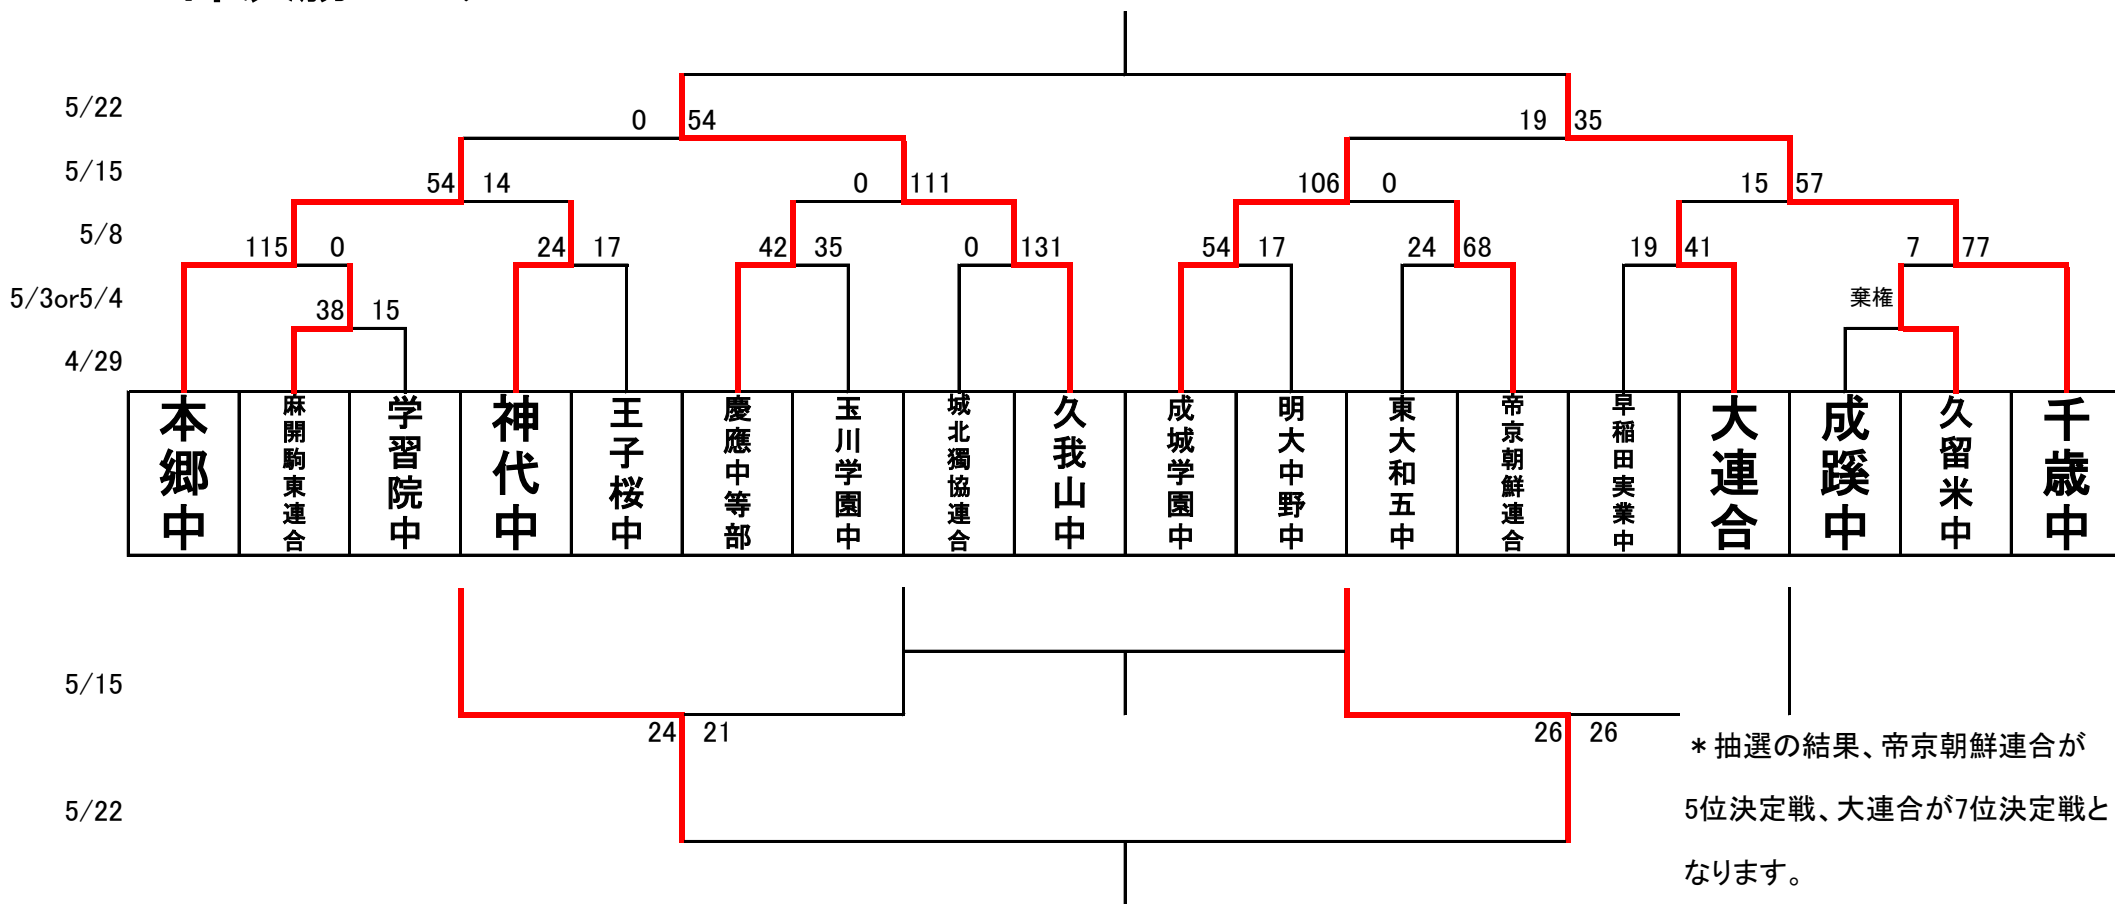 5/22
0 54 19 35
5/15
54 14 0 111 106 0 15 57
5/8
115 0 24 17 42 35 0 131 54 17 24 68 19 41 7 77
5/3or5/4
38 15 棄権
4/29
本郷中
麻開駒東連合
学習院中
神代中
王子桜中
慶應中等部
玉川学園中
城北獨協連合
久我山中
成城学園中
明大中野中
東大和五中
帝京朝鮮連合
早稲田実業中
大連合
成蹊中
久留米中
千歳中
5/15
24 21 26 26
5/22
*抽選の結果、帝京朝鮮連合が
5位決定戦、大連合が7位決定戦と
なります。